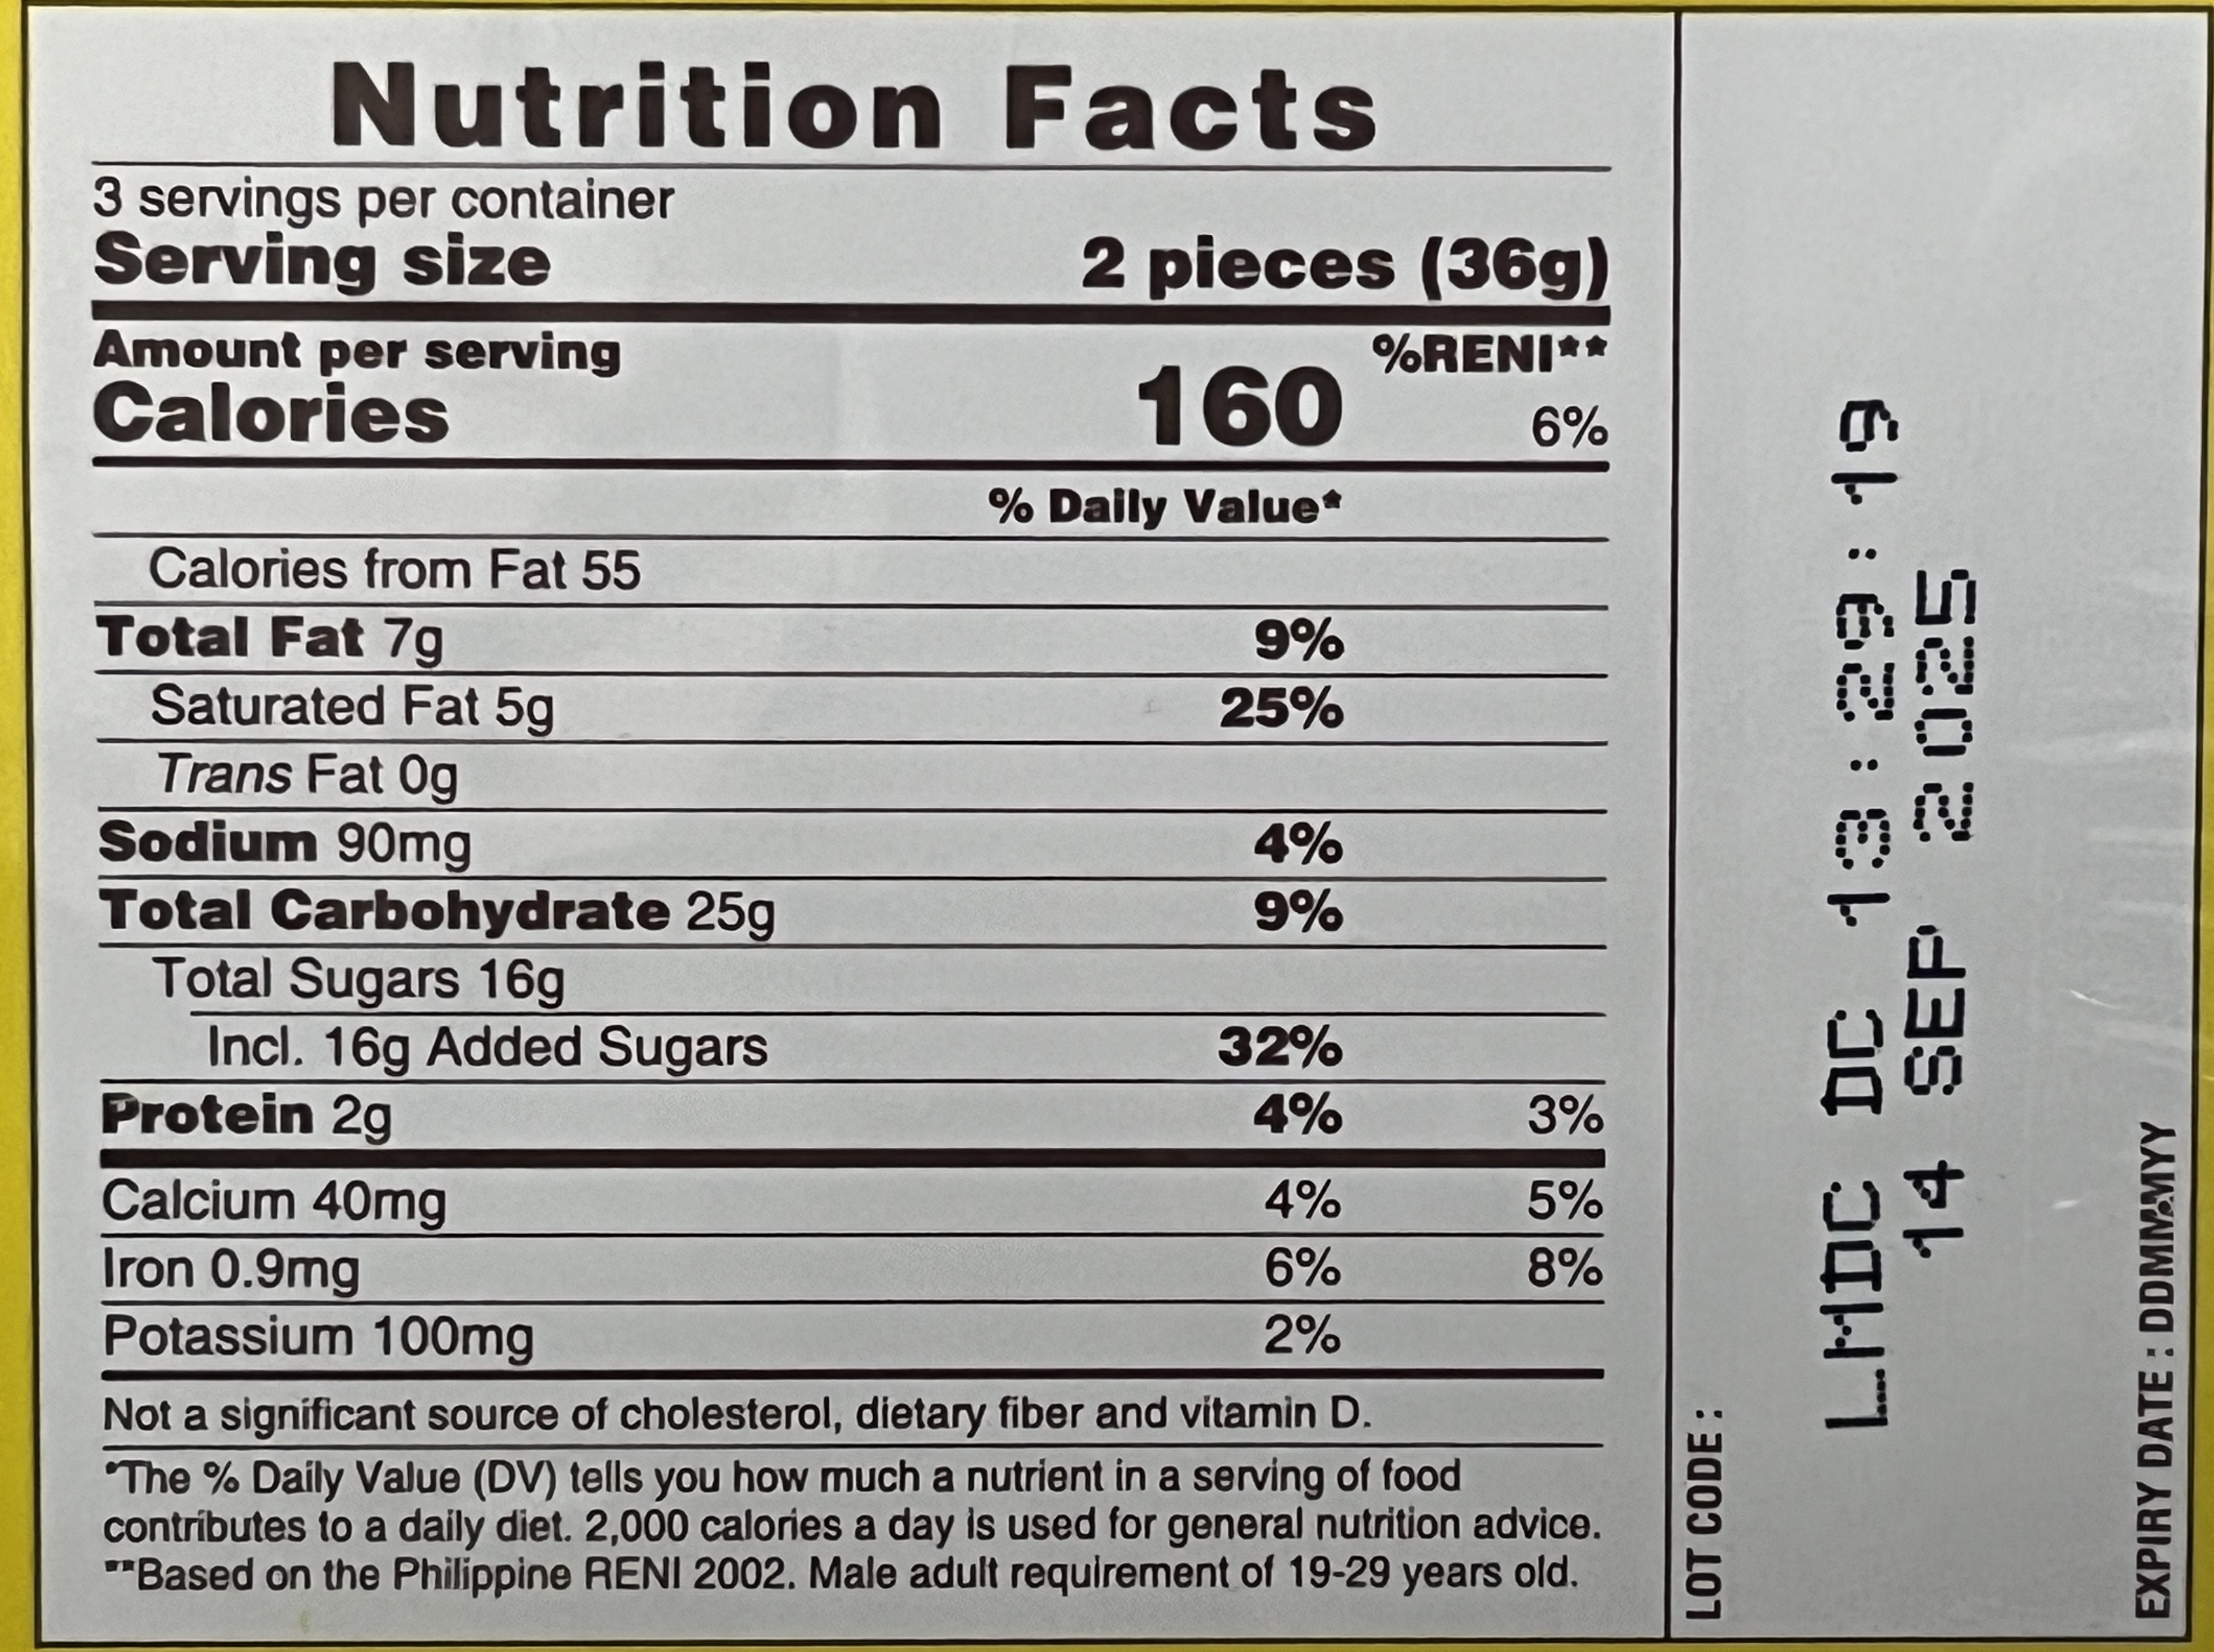 Nutrition Facts
3 servings per container
Serving size 2 pieces (36g)
Amount per serving %RENI**
Calories 160 6%
% Daily Value*
Calories from Fat 55
Total Fat 7g 9%
Saturated Fat 5g 25%
Trans Fat 0g
Sodium 90mg 4%
Total Carbohydrate 25g 9%
Total Sugars 16g
Incl. 16g Added Sugars 32%
Protein 2g 4% 3%
Calcium 40mg 4% 5%
Iron 0.9mg 6% 8%
Potassium 100mg 2%
Not a significant source of cholesterol, dietary fiber and vitamin D.
*The % Daily Value (DV) tells you how much a nutrient in a serving of food
contributes to a daily diet. 2,000 calories a day is used for general nutrition advice.
**Based on the Philippine RENI 2002. Male adult requirement of 19-29 years old.
LOT CODE :
LMDC DC 13:29:19
14 SEP 2025
EXPIRY DATE : DDMMMYY